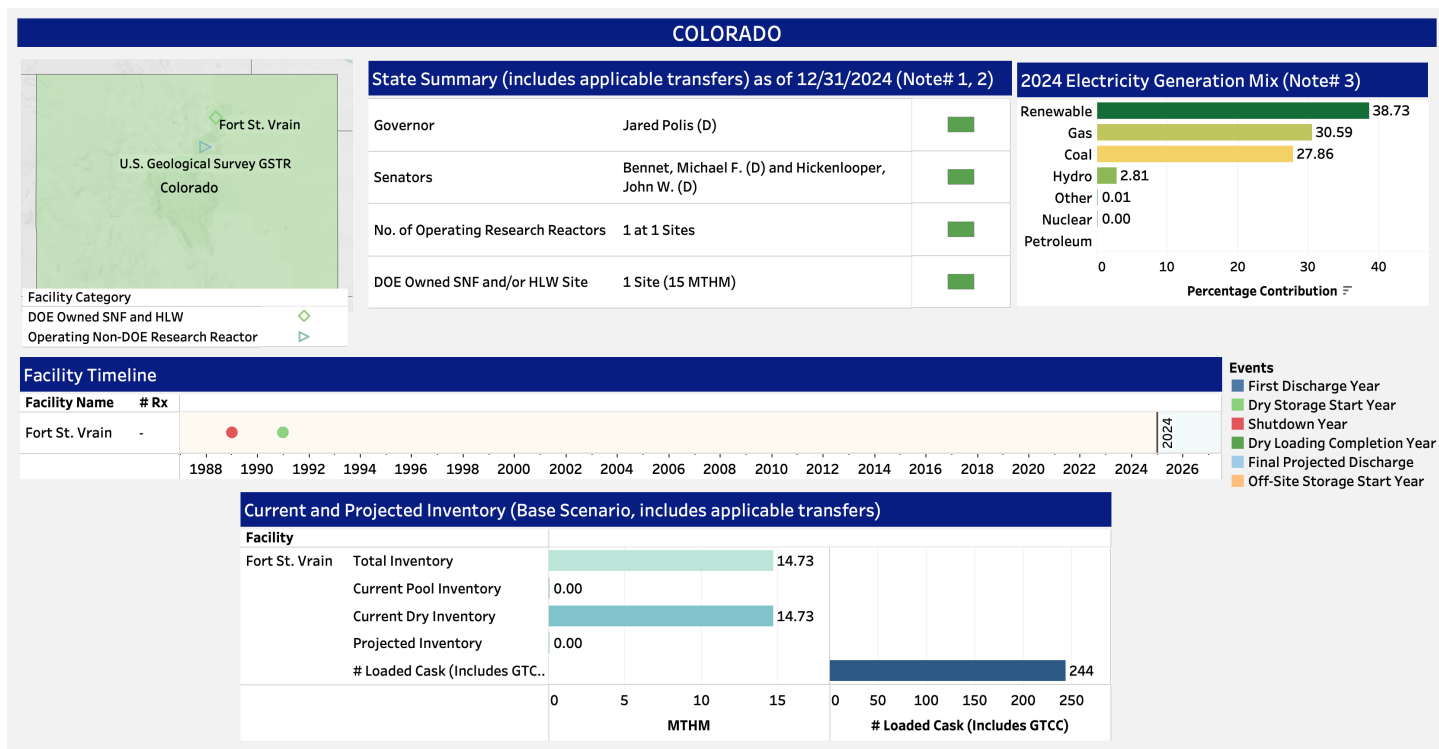 COLORADO
Fort St. Vrain
U.S. Geological Survey GSTR
Colorado
Facility Category
DOE Owned SNF and HLW
Operating Non-DOE Research Reactor
State Summary (includes applicable transfers) as of 12/31/2024 (Note# 1, 2)
Governor Jared Polis (D)
Senators Bennet, Michael F. (D) and Hickenlooper,
John W. (D)
No. of Operating Research Reactors 1 at 1 Sites
DOE Owned SNF and/or HLW Site 1 Site (15 MTHM)
2024 Electricity Generation Mix (Note# 3)
Renewable 38.73
Gas 30.59
Coal 27.86
Hydro 2.81
Other 0.01
Nuclear 0.00
Petroleum
0 10 20 30 40
Percentage Contribution
Facility Timeline
Facility Name # Rx
Fort St. Vrain -
2024
1988 1990 1992 1994 1996 1998 2000 2002 2004 2006 2008 2010 2012 2014 2016 2018 2020 2022 2024 2026
Events
First Discharge Year
Dry Storage Start Year
Shutdown Year
Dry Loading Completion Year
Final Projected Discharge
Off-Site Storage Start Year
Current and Projected Inventory (Base Scenario, includes applicable transfers)
Facility
Fort St. Vrain Total Inventory 14.73
Current Pool Inventory 0.00
Current Dry Inventory 14.73
Projected Inventory 0.00
# Loaded Cask (Includes GTC.. 244
0 5 10 15 0 50 100 150 200 250
MTHM # Loaded Cask (Includes GTCC)